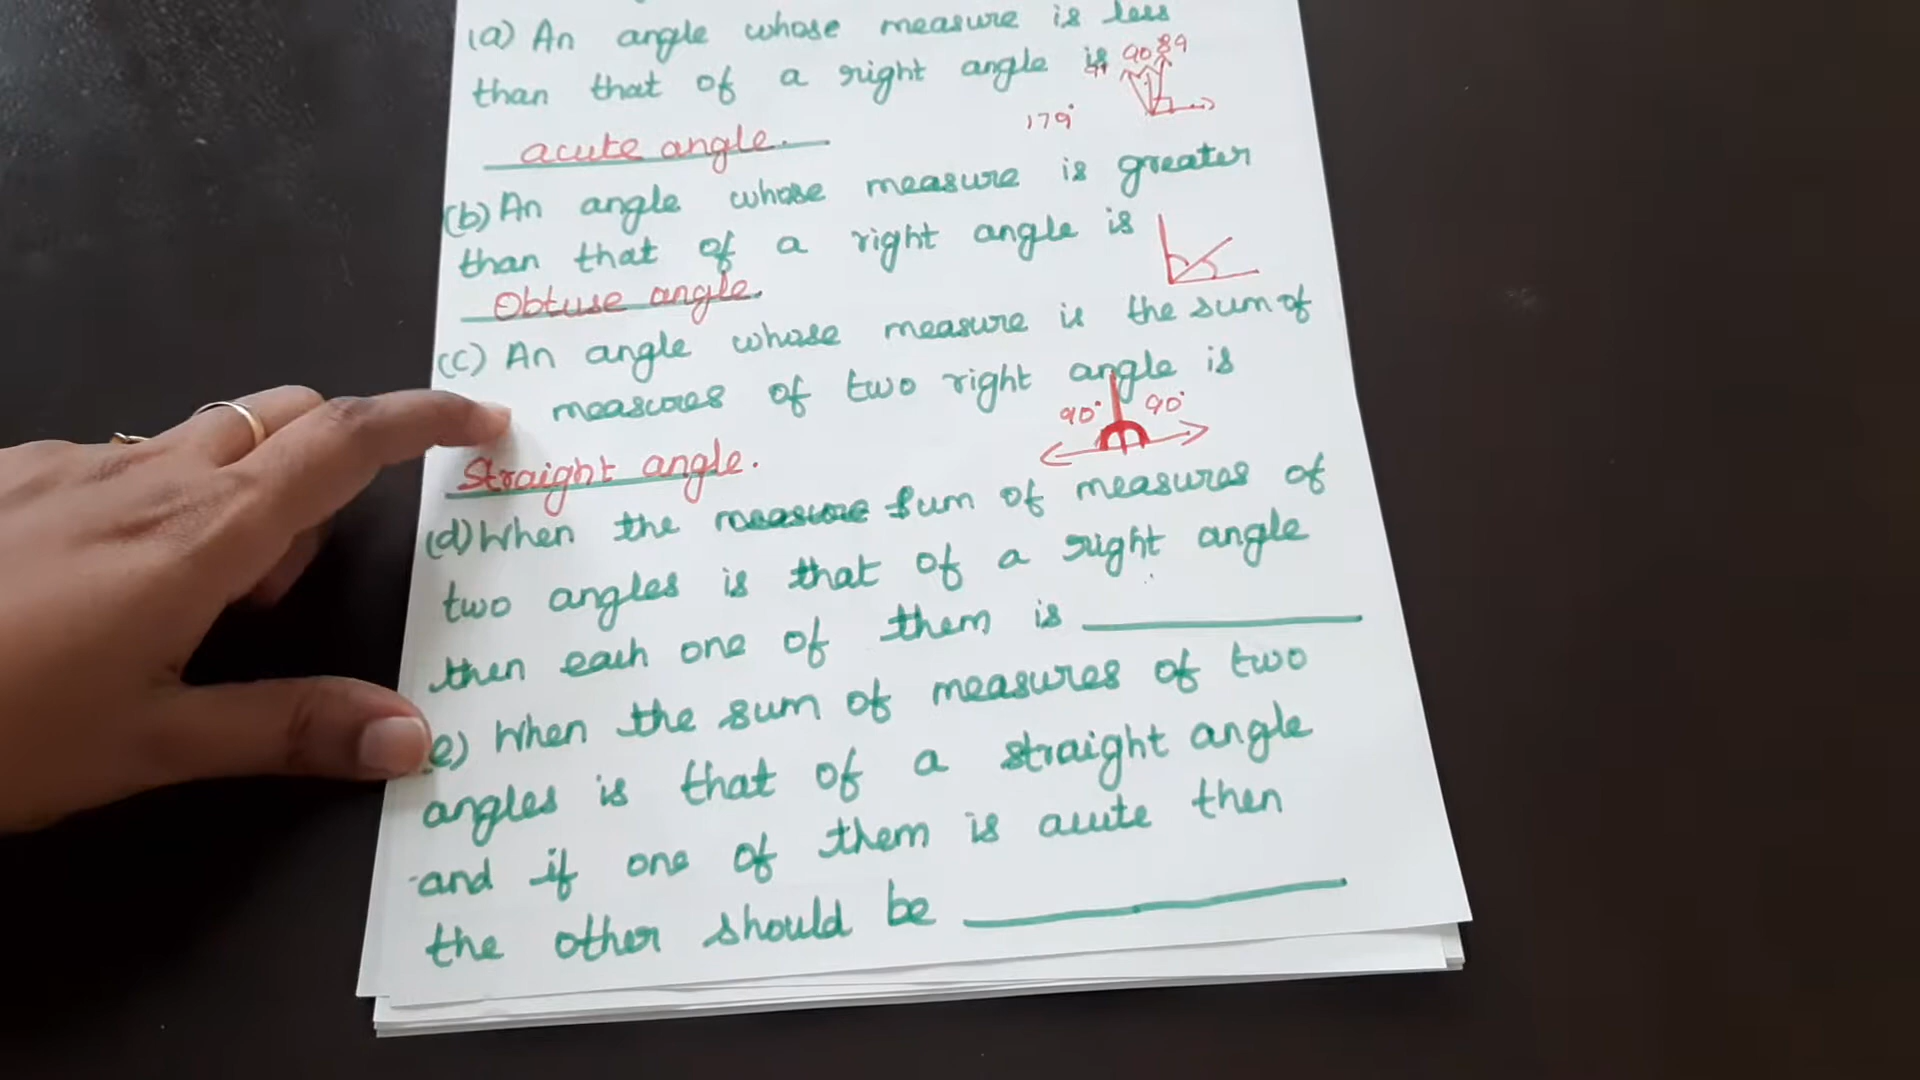 (a) An angle whose measure is less
than that of a right angle is
90 89
179°
acute angle.
(b) An angle whose measure is greater
than that of a right angle is
Obtuse angle.
(c) An angle whose measure is the sum of
measures of two right angle is
90° 90°
Straight angle.
(d) When the measure sum of measures of
two angles is that of a right angle
then each one of them is
e) When the sum of measures of two
angles is that of a straight angle
and if one of them is acute then
the other should be